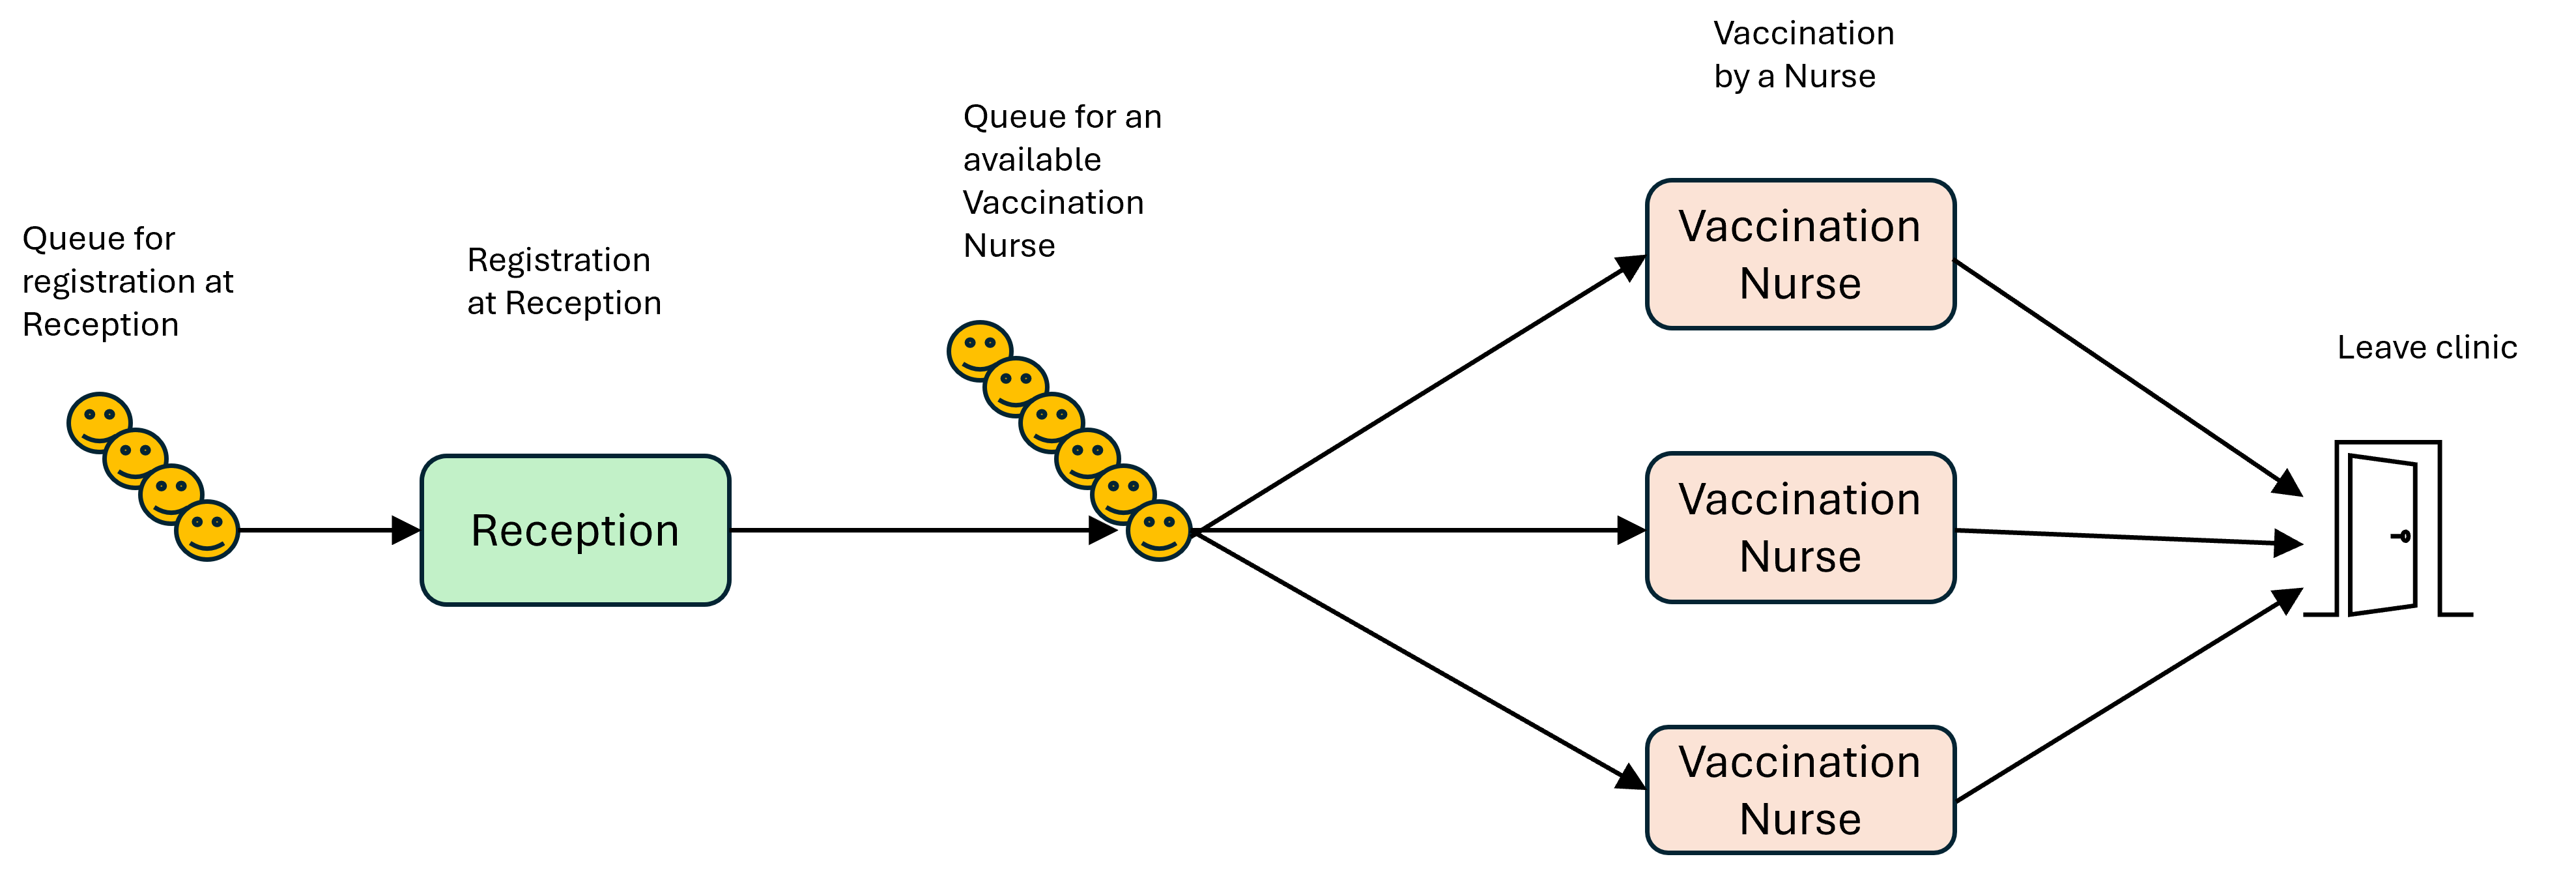 Queue for
registration at
Reception
Registration
at Reception
Reception
Queue for an
available
Vaccination
Nurse
Vaccination
by a Nurse
Vaccination
Nurse
Vaccination
Nurse
Vaccination
Nurse
Leave clinic